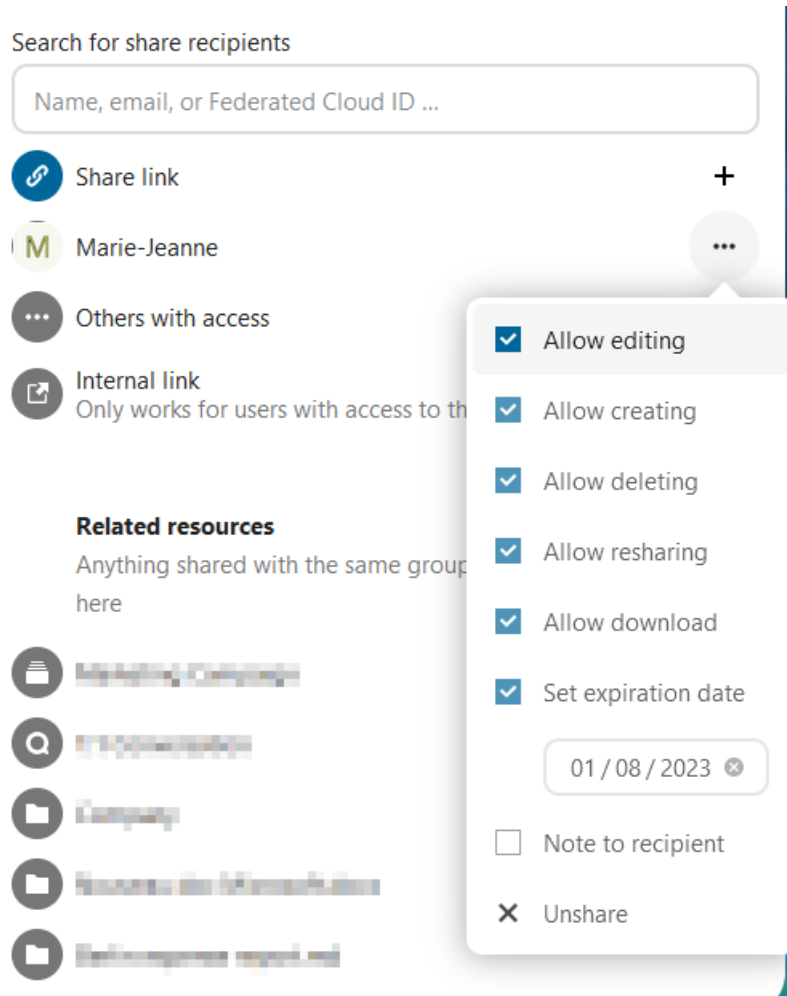 Search for share recipients
Name, email, or Federated Cloud ID ...
Share link
M Marie-Jeanne
Others with access
Internal link
Only works for users with access to th
Allow editing
Allow creating
Allow deleting
Allow resharing
Allow download
Set expiration date
01 / 08 / 2023
Note to recipient
Unshare
Related resources
Anything shared with the same group
here